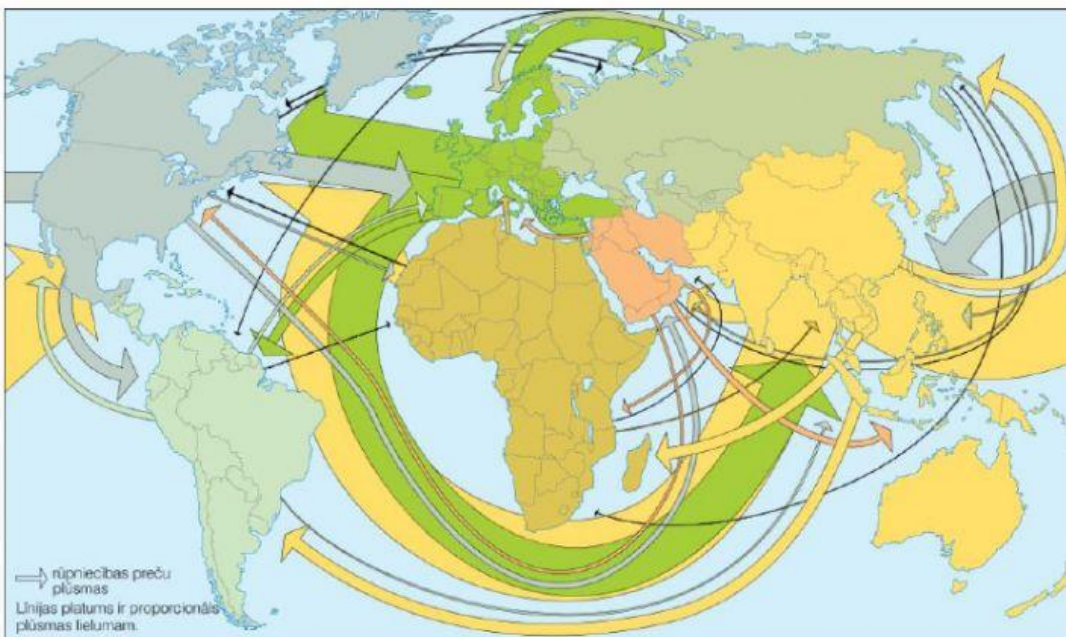 rūpniecības preču
plūsmas
Līnijas platums ir proporcionāls
plūsmas lielumam.